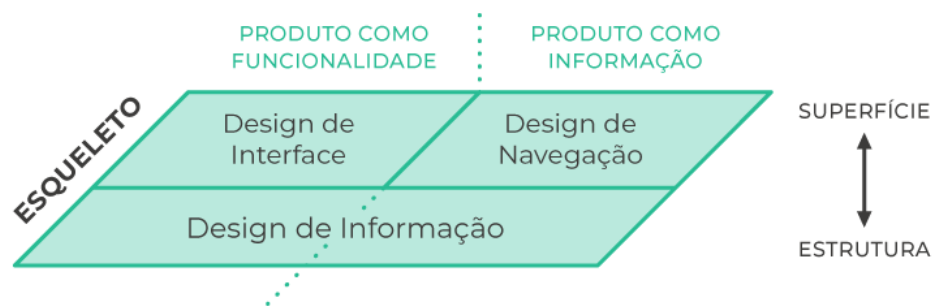 PRODUTO COMO
FUNCIONALIDADE
PRODUTO COMO
INFORMAÇÃO
ESQUELETO
Design de
Interface
Design de
Navegação
Design de Informação
SUPERFÍCIE
ESTRUTURA